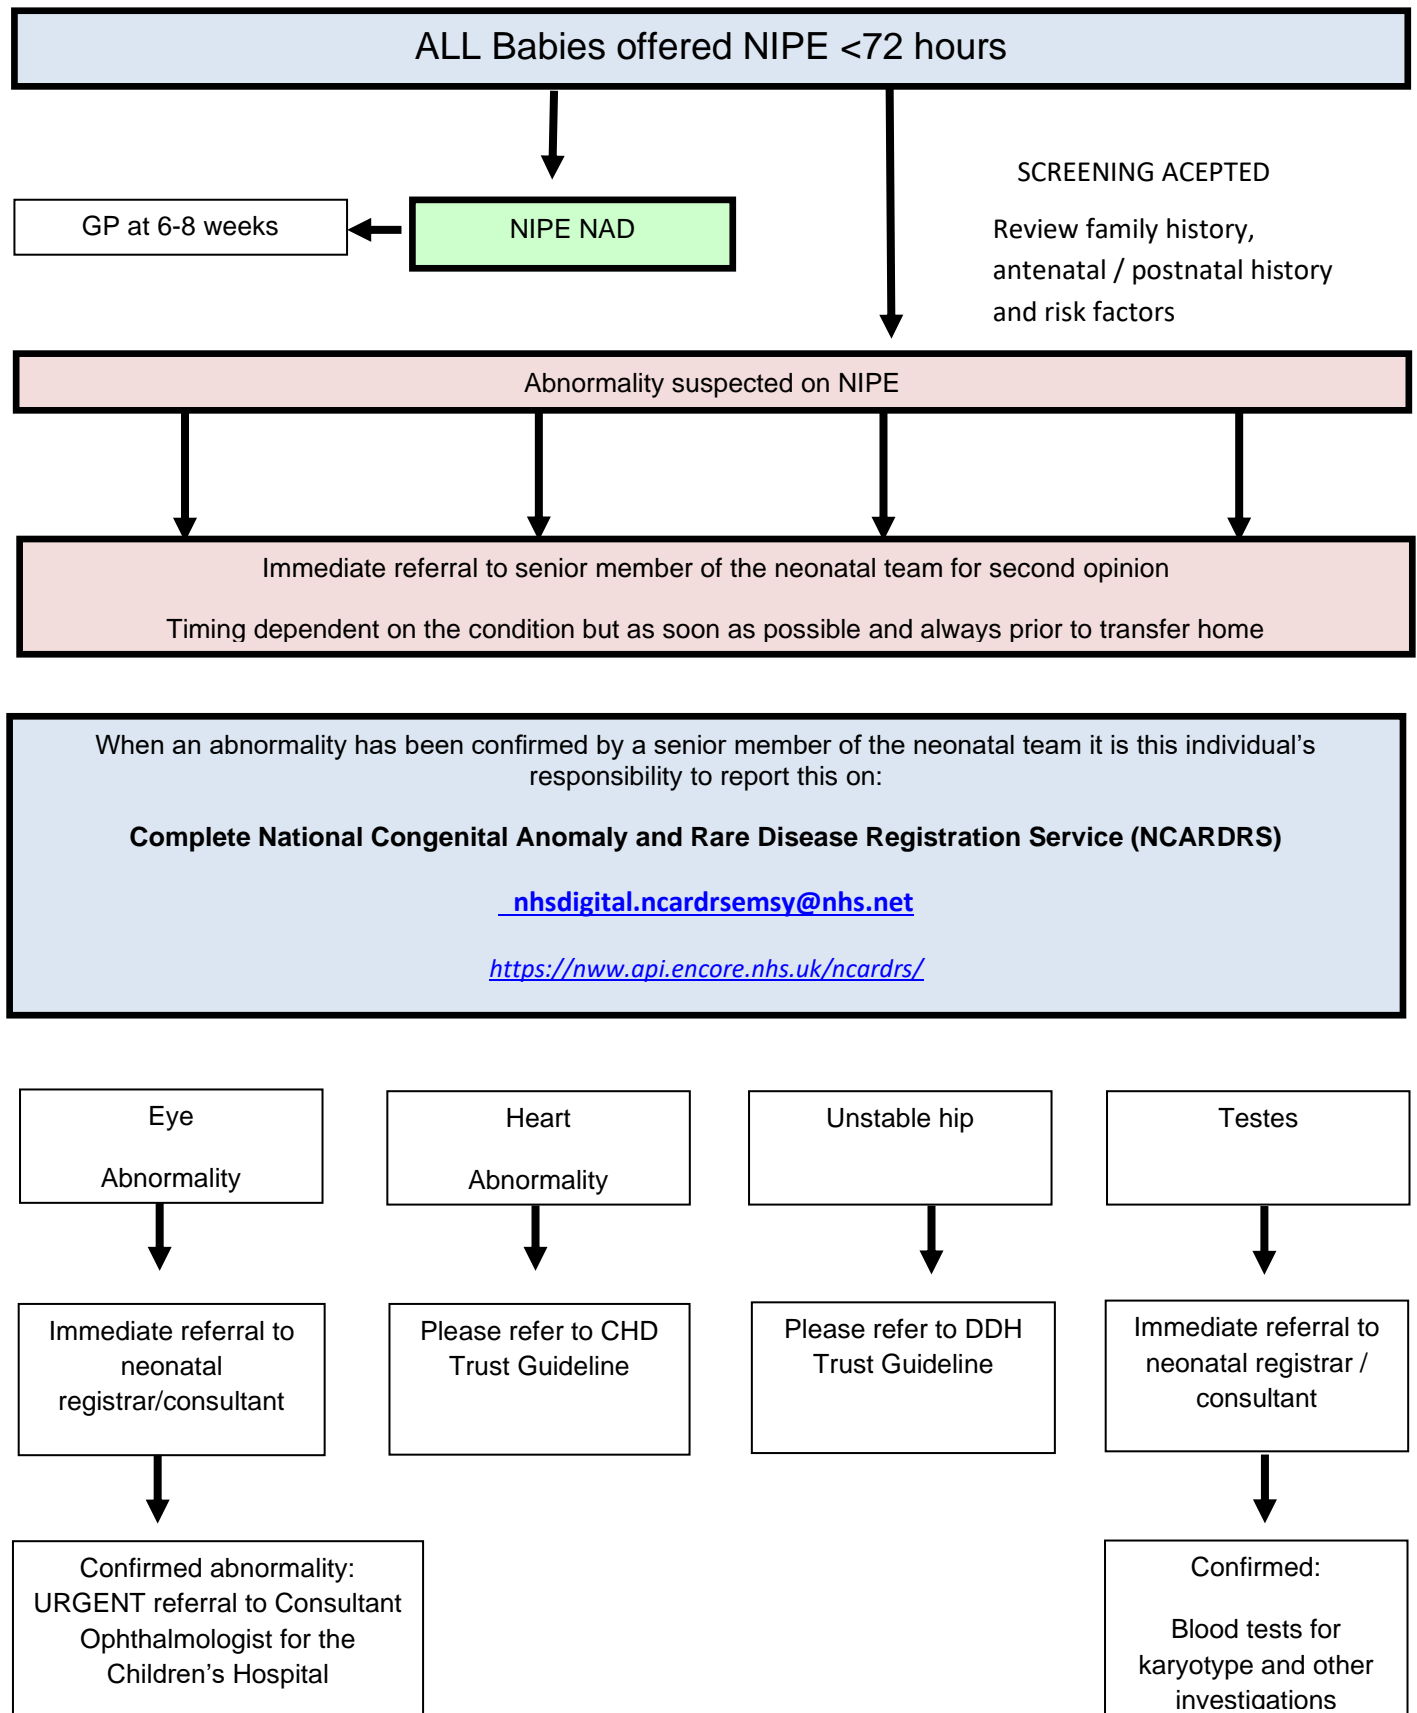 ALL Babies offered NIPE <72 hours
SCREENING ACEPTED
GP at 6-8 weeks
NIPE NAD
Review family history,
antenatal / postnatal history
and risk factors
Abnormality suspected on NIPE
Immediate referral to senior member of the neonatal team for second opinion
Timing dependent on the condition but as soon as possible and always prior to transfer home
When an abnormality has been confirmed by a senior member of the neonatal team it is this individual's
responsibility to report this on:
Complete National Congenital Anomaly and Rare Disease Registration Service (NCARDRS)
nhsdigital.ncardrsemsy@nhs.net
https://nww.api.encore.nhs.uk/ncardrs/
Eye
Abnormality
Heart
Abnormality
Unstable hip
Testes
Immediate referral to
neonatal
registrar/consultant
Please refer to CHD
Trust Guideline
Please refer to DDH
Trust Guideline
Immediate referral to
neonatal registrar /
consultant
Confirmed abnormality:
URGENT referral to Consultant
Ophthalmologist for the
Children's Hospital
Confirmed:
Blood tests for
karyotype and other
investigations